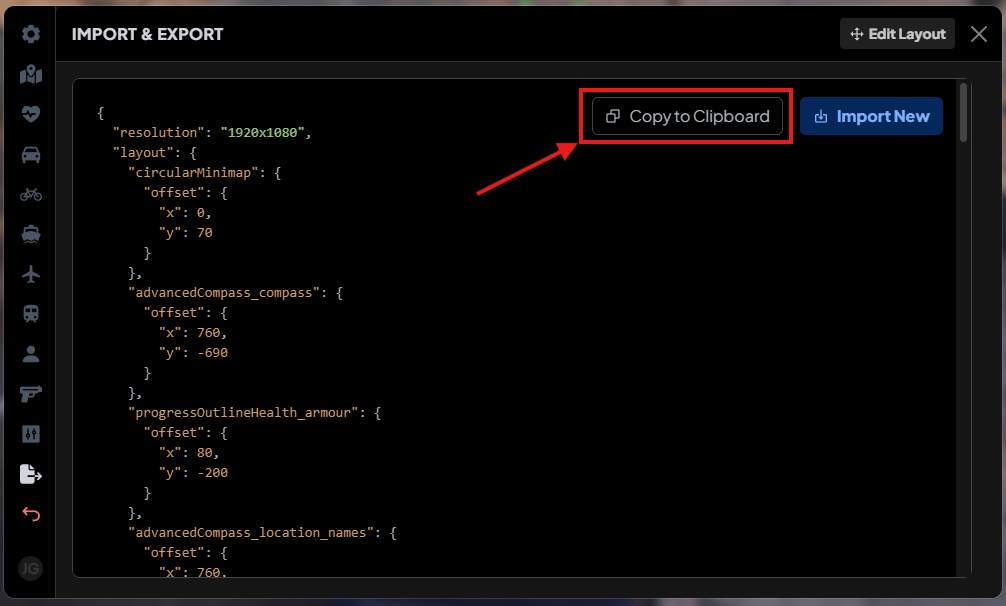 IMPORT & EXPORT
Edit Layout
Copy to Clipboard
Import New
{
"resolution": "1920x1080",
"layout": {
"circularMinimap": {
"offset": {
"x": 0,
"y": 70
}
},
"advancedCompass_compass": {
"offset": {
"x": 760,
"y": -690
}
},
"progressOutlineHealth_armour": {
"offset": {
"x": 80,
"y": -200
}
},
"advancedCompass_location_names": {
"offset": {
"x": 760,
JG